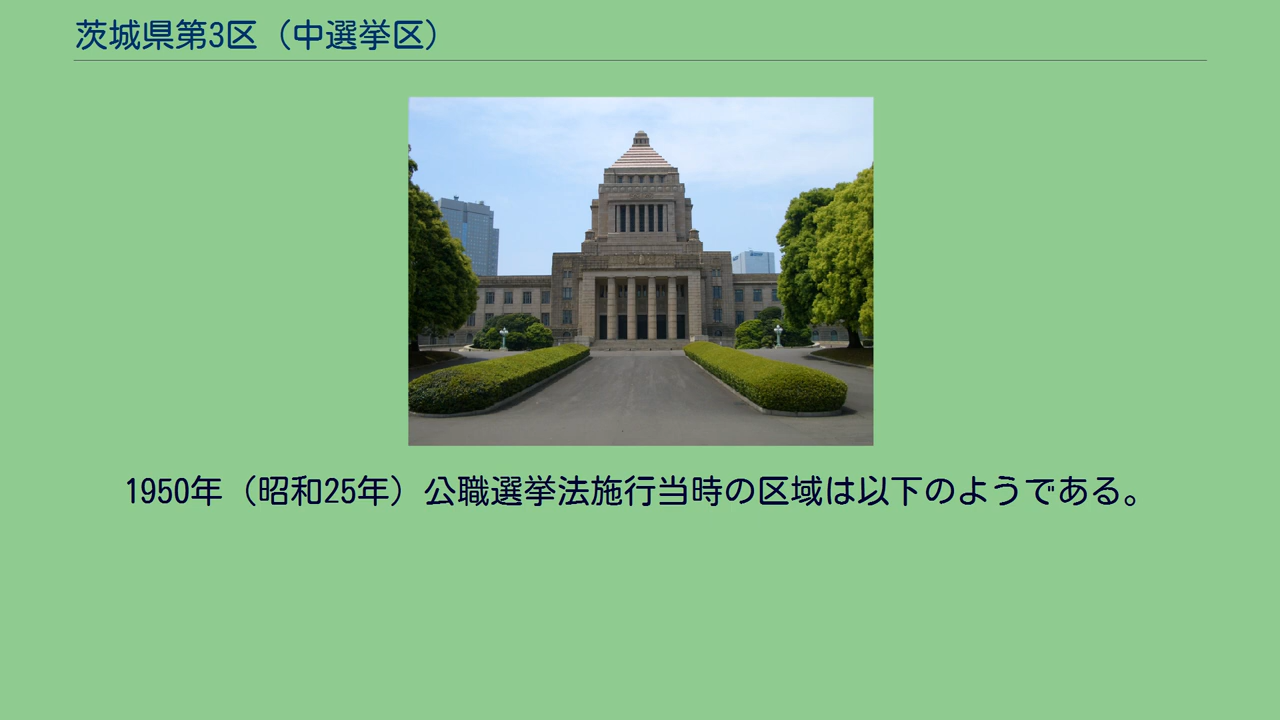 茨城県第3区（中選挙区）
1950年（昭和25年）公職選挙法施行当時の区域は以下のようである。